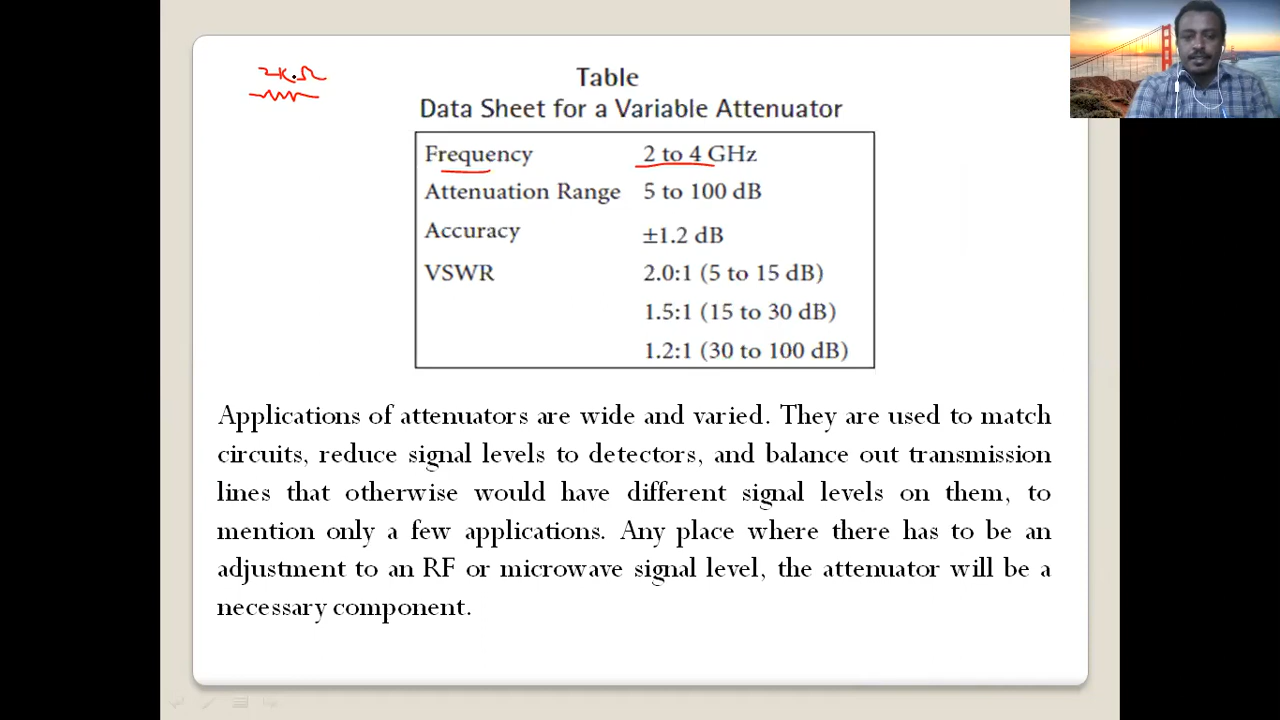 2K.Ω
Table
Data Sheet for a Variable Attenuator
Frequency 2 to 4 GHz
Attenuation Range 5 to 100 dB
Accuracy ±1.2 dB
VSWR 2.0:1 (5 to 15 dB)
1.5:1 (15 to 30 dB)
1.2:1 (30 to 100 dB)
Applications of attenuators are wide and varied. They are used to match
circuits, reduce signal levels to detectors, and balance out transmission
lines that otherwise would have different signal levels on them, to
mention only a few applications. Any place where there has to be an
adjustment to an RF or microwave signal level, the attenuator will be a
necessary component.